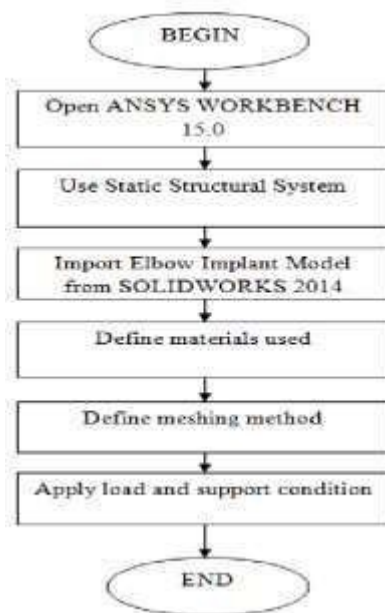 BEGIN
Open ANSYS WORKBENCH
15.0
Use Static Structural System
Import Elbow Implant Model
from SOLIDWORKS 2014
Define materials used
Define meshing method
Apply load and support condition
END